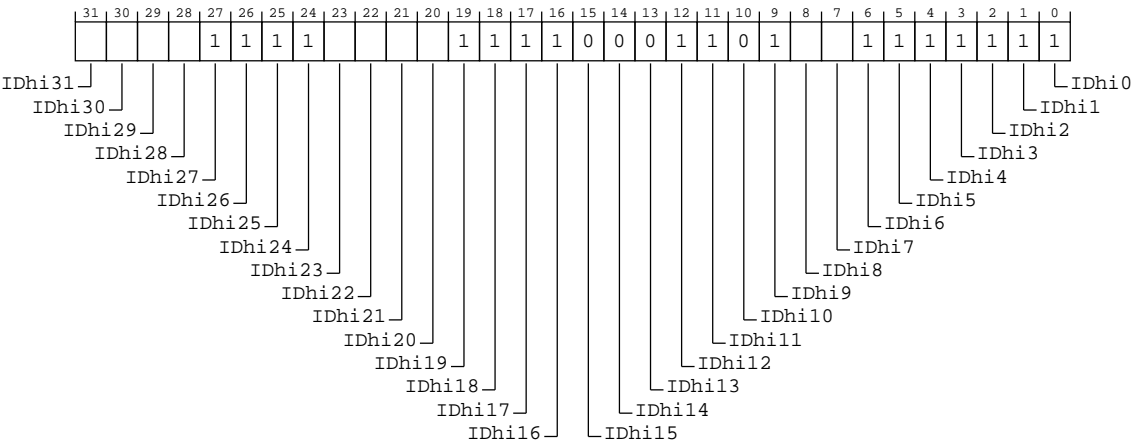 31 30 29 28 27 26 25 24 23 22 21 20 19 18 17 16 15 14 13 12 11 10 9 8 7 6 5 4 3 2 1 0
1 1 1 1 1 1 1 1 0 0 0 1 1 0 1 1 1 1 1 1 1 1
IDhi31 IDhi0
IDhi30 IDhi1
IDhi29 IDhi2
IDhi28 IDhi3
IDhi27 IDhi4
IDhi26 IDhi5
IDhi25 IDhi6
IDhi24 IDhi7
IDhi23 IDhi8
IDhi22 IDhi9
IDhi21 IDhi10
IDhi20 IDhi11
IDhi19 IDhi12
IDhi18 IDhi13
IDhi17 IDhi14
IDhi16 IDhi15